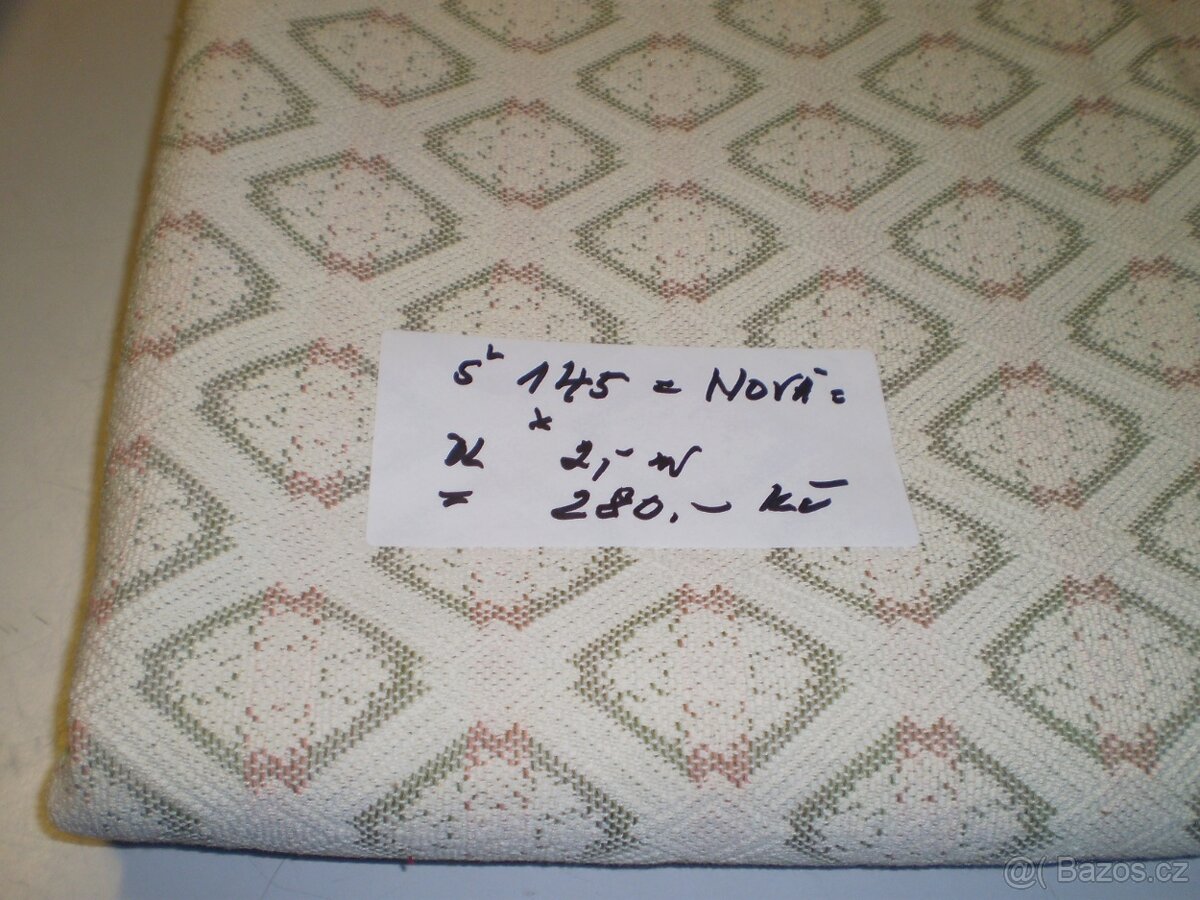 š 145 = Nová =
x
2,- m
= 280.- Kč
@( Bazos.cz